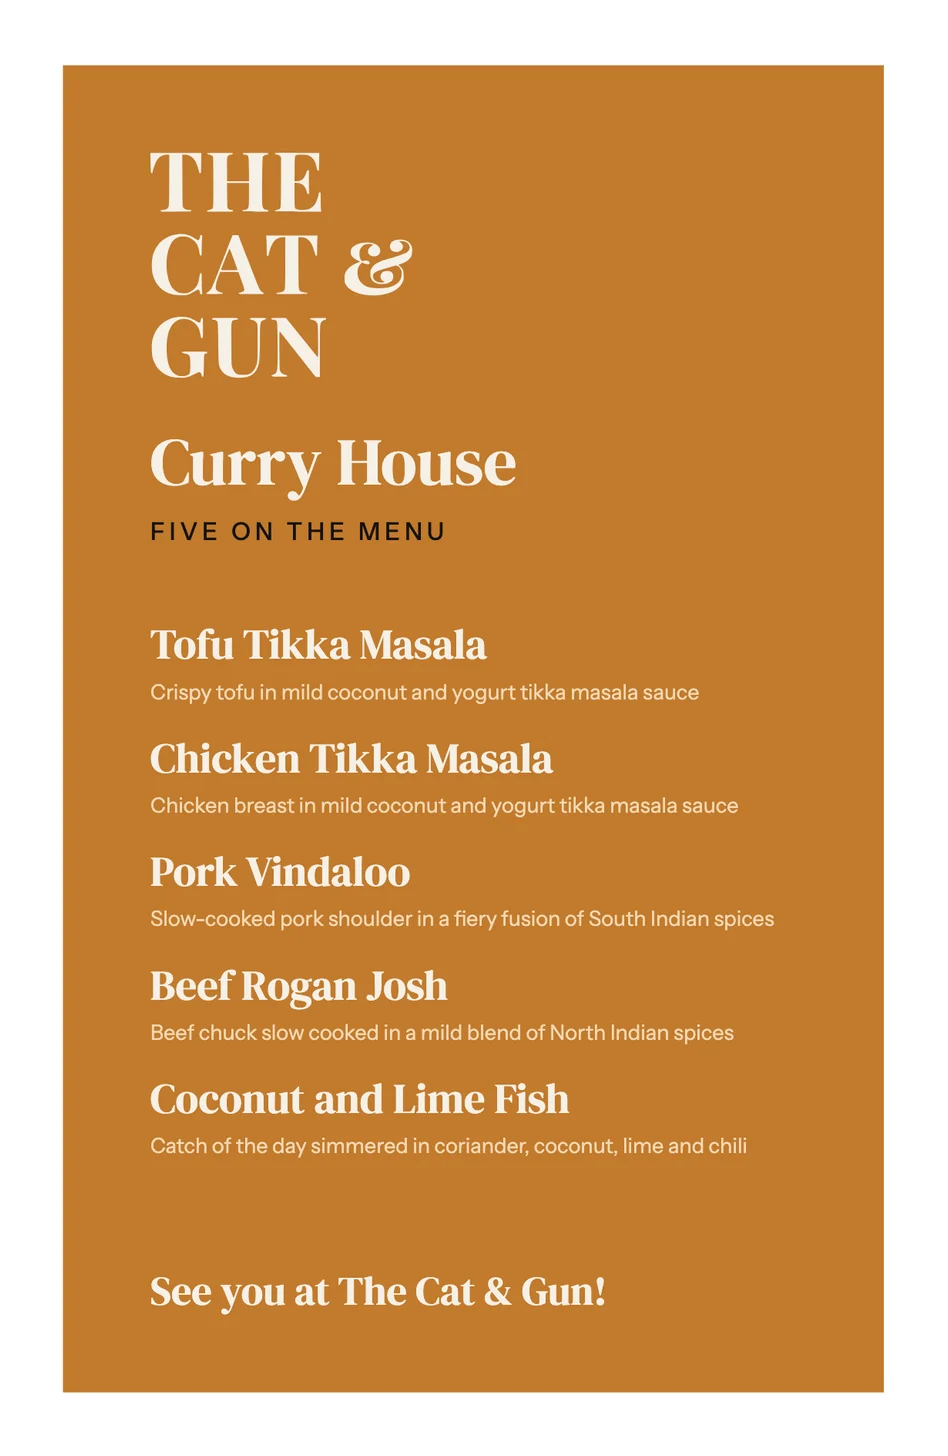 THE
CAT &
GUN
Curry House
FIVE ON THE MENU
Tofu Tikka Masala
Crispy tofu in mild coconut and yogurt tikka masala sauce
Chicken Tikka Masala
Chicken breast in mild coconut and yogurt tikka masala sauce
Pork Vindaloo
Slow-cooked pork shoulder in a fiery fusion of South Indian spices
Beef Rogan Josh
Beef chuck slow cooked in a mild blend of North Indian spices
Coconut and Lime Fish
Catch of the day simmered in coriander, coconut, lime and chili
See you at The Cat & Gun!